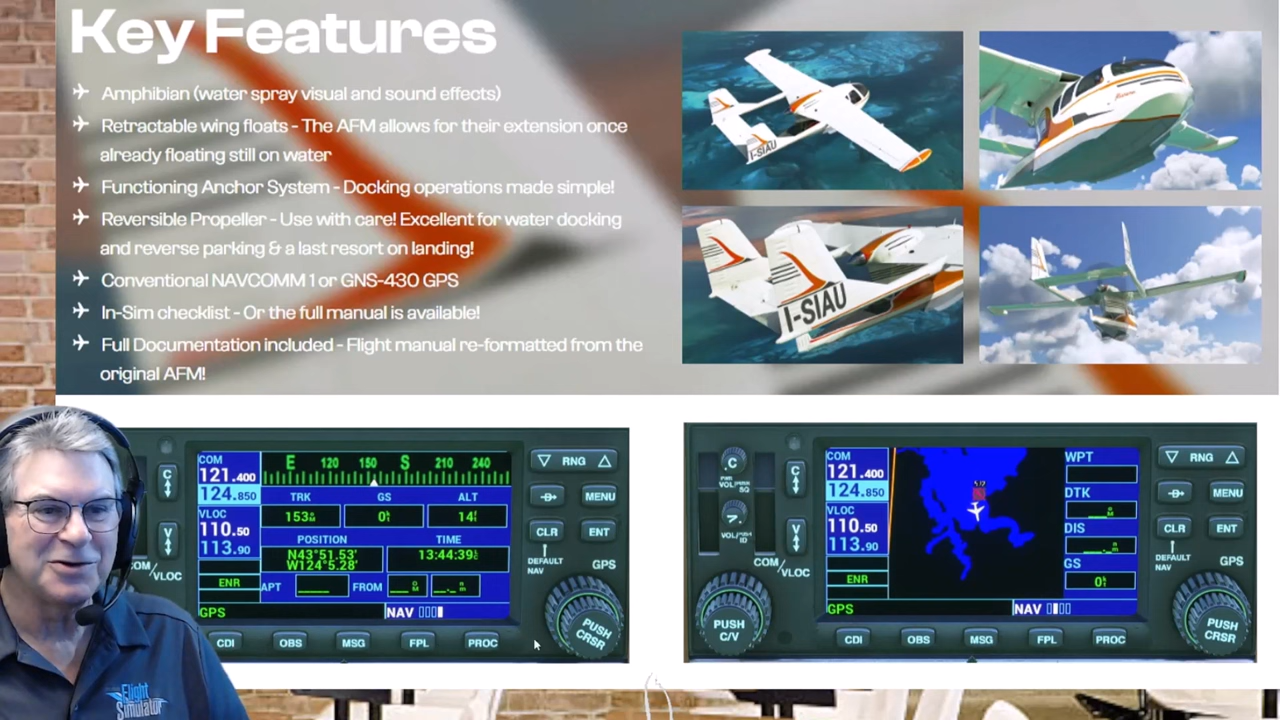 Key Features
Amphibian (water spray visual and sound effects)
Retractable wing floats - The AFM allows for their extension once
already floating still on water
Functioning Anchor System - Docking operations made simple!
Reversible Propeller - Use with care! Excellent for water docking
and reverse parking & a last resort on landing!
Conventional NAVCOMM 1 or GNS-430 GPS
In-Sim checklist - Or the full manual is available!
Full Documentation included - Flight manual re-formatted from the
original AFM!
I-SIAU
I-SIAU
COM
121.400
124.850
VLOC
110.50
113.90
ENR
GPS
E 120 150 S 210 240
TRK GS ALT
153 0 14
POSITION TIME
N43°51.53' 13:44:39
W124°5.28'
APT FROM
NAV
C
V
COM/VLOC
RNG
MENU
CLR ENT
DEFAULT
NAV
GPS
PUSH
CRSR
CDI OBS MSG FPL PROC
C
C
V
COM/VLOC
PUSH
C/V
COM
121.400
124.850
VLOC
110.50
113.90
ENR
GPS
WPT
DTK
DIS
GS
0
NAV
RNG
MENU
CLR ENT
DEFAULT
NAV
GPS
PUSH
CRSR
CDI OBS MSG FPL PROC
Flight
Simulator